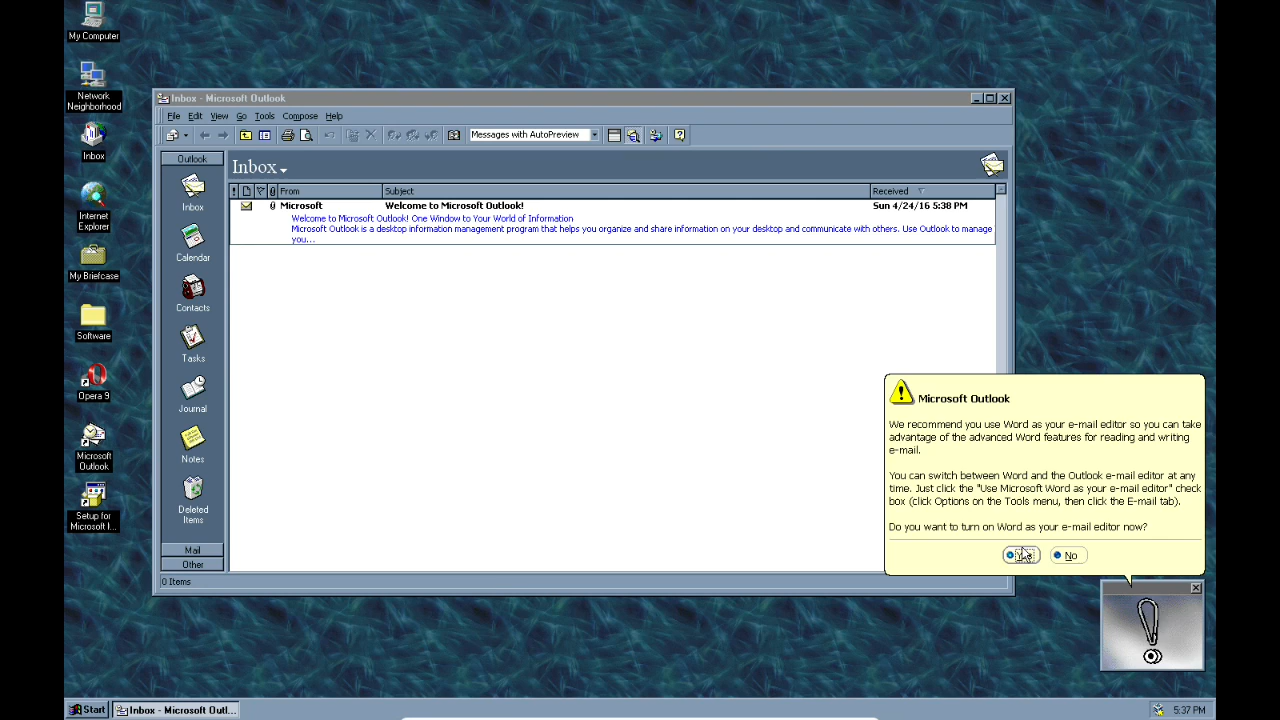 My Computer
Network
Neighborhood
Inbox
Internet
Explorer
My Briefcase
Software
Opera 9
Microsoft
Outlook
Setup for
Microsoft I...
Inbox - Microsoft Outlook
File Edit View Go Tools Compose Help
Messages with AutoPreview
Outlook
Inbox
Calendar
Contacts
Tasks
Journal
Notes
Deleted
Items
Mail
Other
Inbox
! From Subject Received
Microsoft Welcome to Microsoft Outlook! Sun 4/24/16 5:38 PM
Welcome to Microsoft Outlook! One Window to Your World of Information
Microsoft Outlook is a desktop information management program that helps you organize and share information on your desktop and communicate with others. Use Outlook to manage
you...
0 Items
Microsoft Outlook
We recommend you use Word as your e-mail editor so you can take
advantage of the advanced Word features for reading and writing
e-mail.
You can switch between Word and the Outlook e-mail editor at any
time. Just click the "Use Microsoft Word as your e-mail editor" check
box (click Options on the Tools menu, then click the E-mail tab).
Do you want to turn on Word as your e-mail editor now?
Yes No
Start Inbox - Microsoft Outl... 5:37 PM